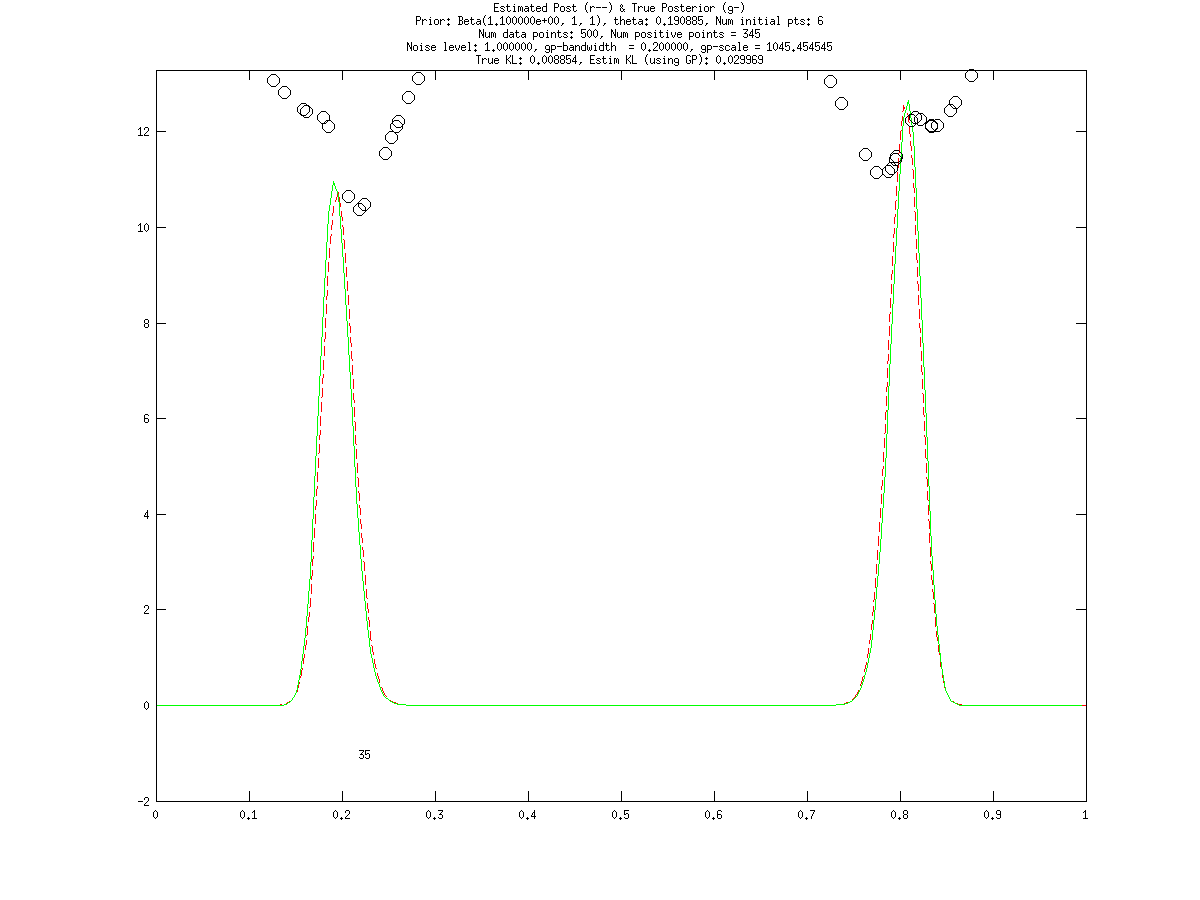 Estimated Post (r--) & True Posterior (g-)
Prior: Beta(1.100000e+00, 1, 1), theta: 0.190885, Num initial pts: 6
Num data points: 500, Num positive points = 345
Noise level: 1.000000, gp-bandwidth  = 0.200000, gp-scale = 1045.454545
True KL: 0.008854, Estim KL (using GP): 0.029969
12
10
8
6
4
2
0
35
-2
0 0.1 0.2 0.3 0.4 0.5 0.6 0.7 0.8 0.9 1